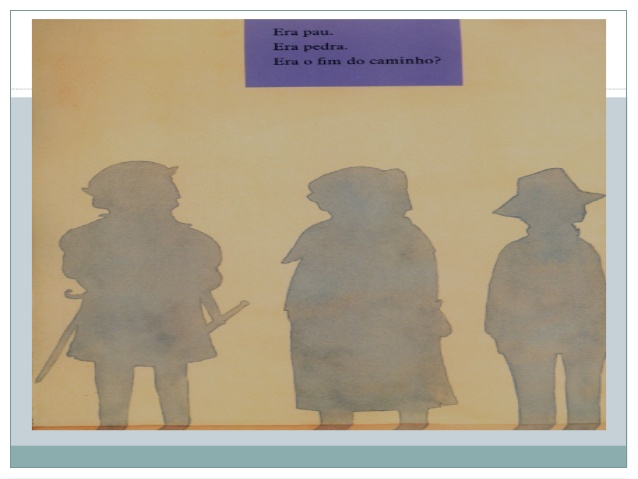 Era pau.
Era pedra.
Era o fim do caminho?